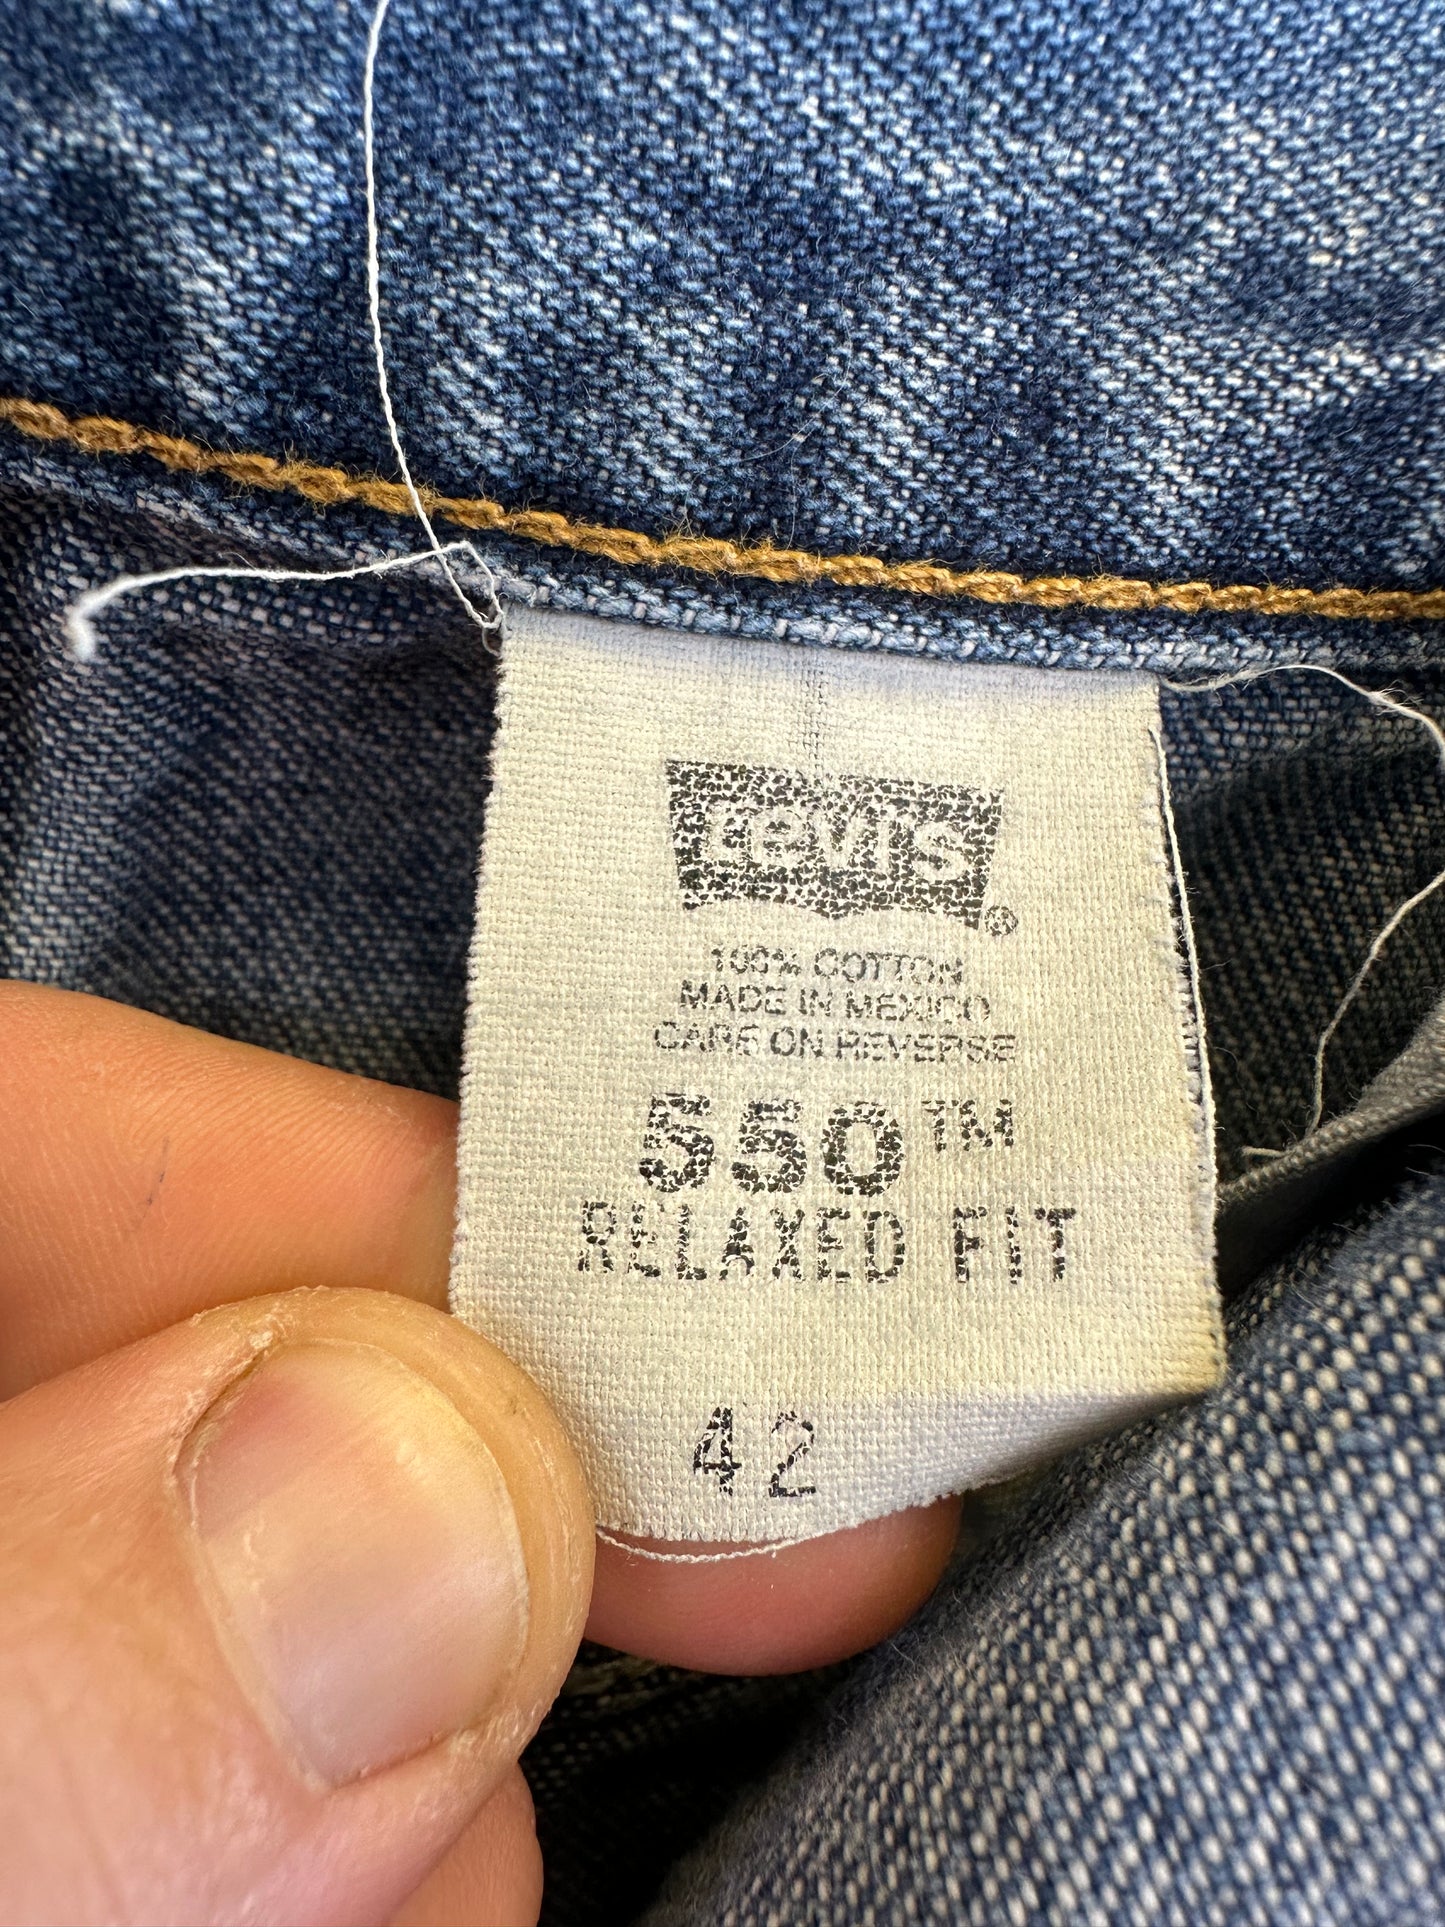 Levi's®
100% COTTON
MADE IN MEXICO
CARE ON REVERSE
550™
RELAXED FIT
42